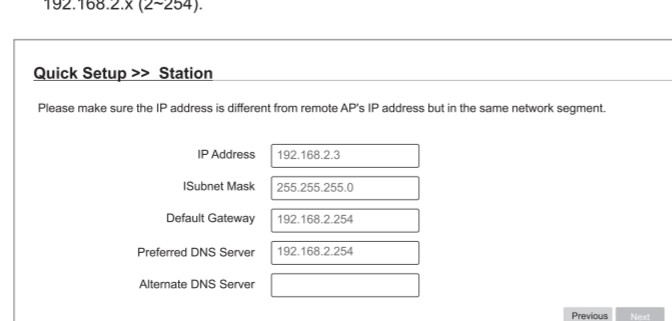 192.168.2.x (2~254).
Quick Setup >> Station
Please make sure the IP address is different from remote AP's IP address but in the same network segment.
IP Address 192.168.2.3
ISubnet Mask 255.255.255.0
Default Gateway 192.168.2.254
Preferred DNS Server 192.168.2.254
Alternate DNS Server
Previous Next